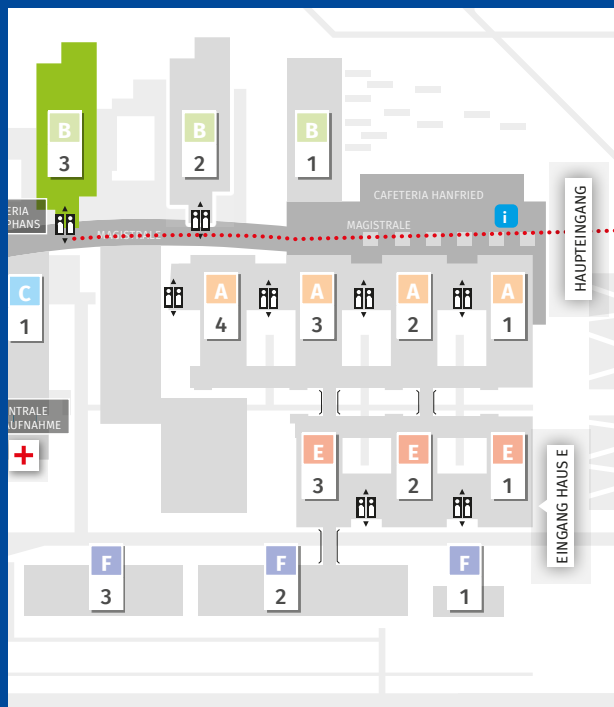 B
3
B
2
B
1
CAFETERIA HANFRIED
HAUPTEINGANG
i
ERIA
PHANS
MAGISTRALE
MAGISTRALE
C
1
A
4
A
3
A
2
A
1
NTRALE
AUFNAHME
E
3
E
2
E
1
EINGANG HAUS E
F
3
F
2
F
1